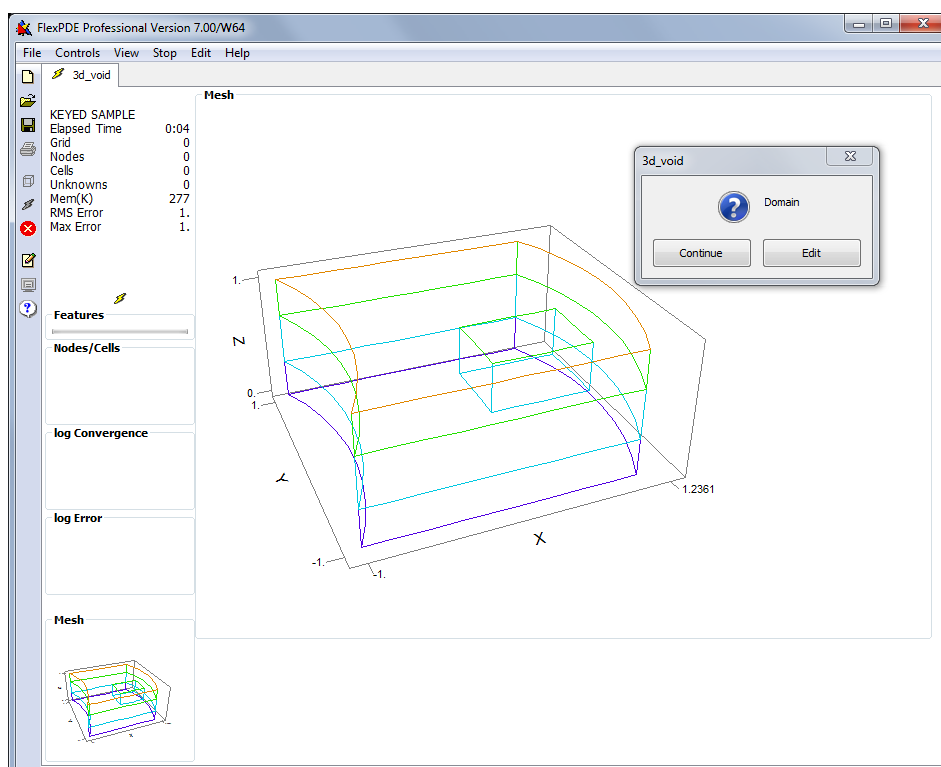 FlexPDE Professional Version 7.00/W64
File Controls View Stop Edit Help
3d_void
KEYED SAMPLE
Elapsed Time 0:04
Grid 0
Nodes 0
Cells 0
Unknowns 0
Mem(K) 277
RMS Error 1.
Max Error 1.
Features
Nodes/Cells
log Convergence
log Error
Mesh
Mesh
1.
Z
0.
1.
Y
-1.
-1.
X
1.2361
3d_void
?
Domain
Continue Edit